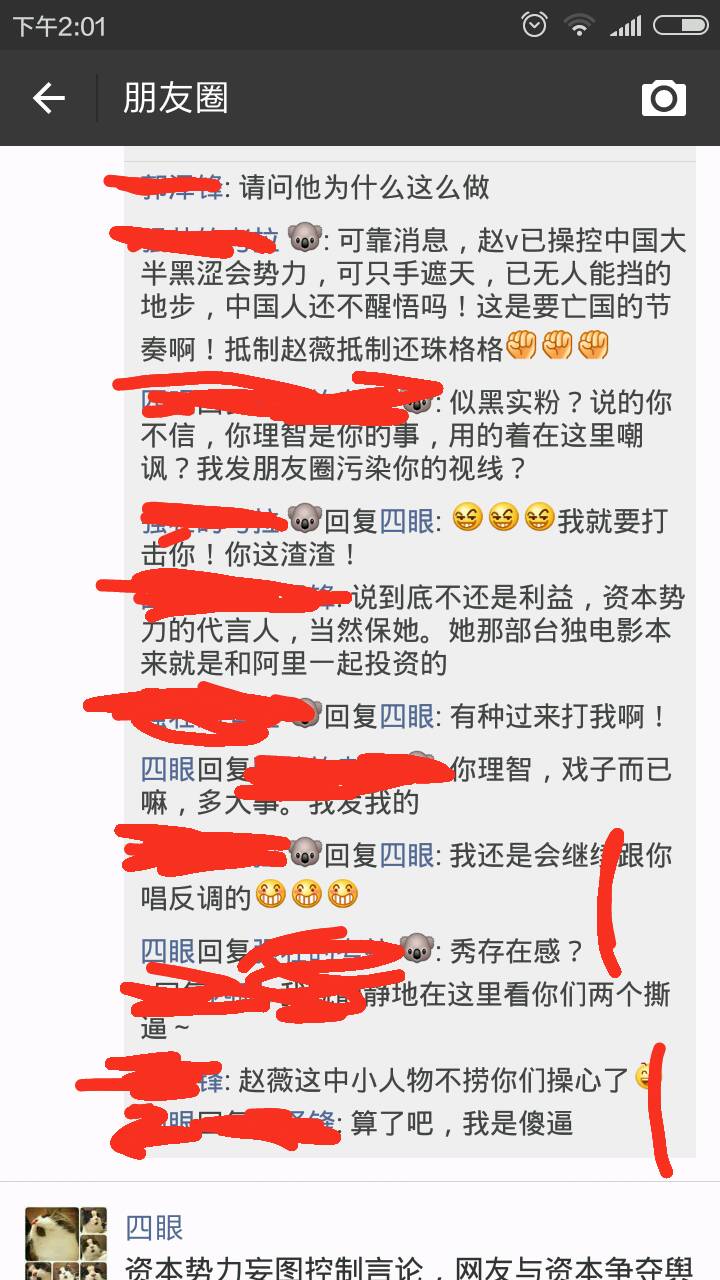 下午2:01
朋友圈
: 请问他为什么这么做
: 可靠消息，赵v已操控中国大
半黑涩会势力，可只手遮天，已无人能挡的
地步，中国人还不醒悟吗！这是要亡国的节
奏啊！抵制赵薇抵制还珠格格✊✊✊
: 似黑实粉？说的你
不信，你理智是你的事，用的着在这里嘲
讽？我发朋友圈污染你的视线？
回复四眼: 我就要打
击你！你这渣渣！
锋: 说到底不还是利益，资本势
力的代言人，当然保她。她那部台独电影本
来就是和阿里一起投资的
回复四眼: 有种过来打我啊！
四眼回复 你理智，戏子而已
嘛，多大事。我发我的
回复四眼: 我还是会继续跟你
唱反调的
四眼回复 : 秀存在感？
静地在这里看你们两个撕
逼～
锋: 赵薇这中小人物不捞你们操心了
眼回复 锋: 算了吧，我是傻逼
四眼
资本势力妄图控制言论，网友与资本争夺舆